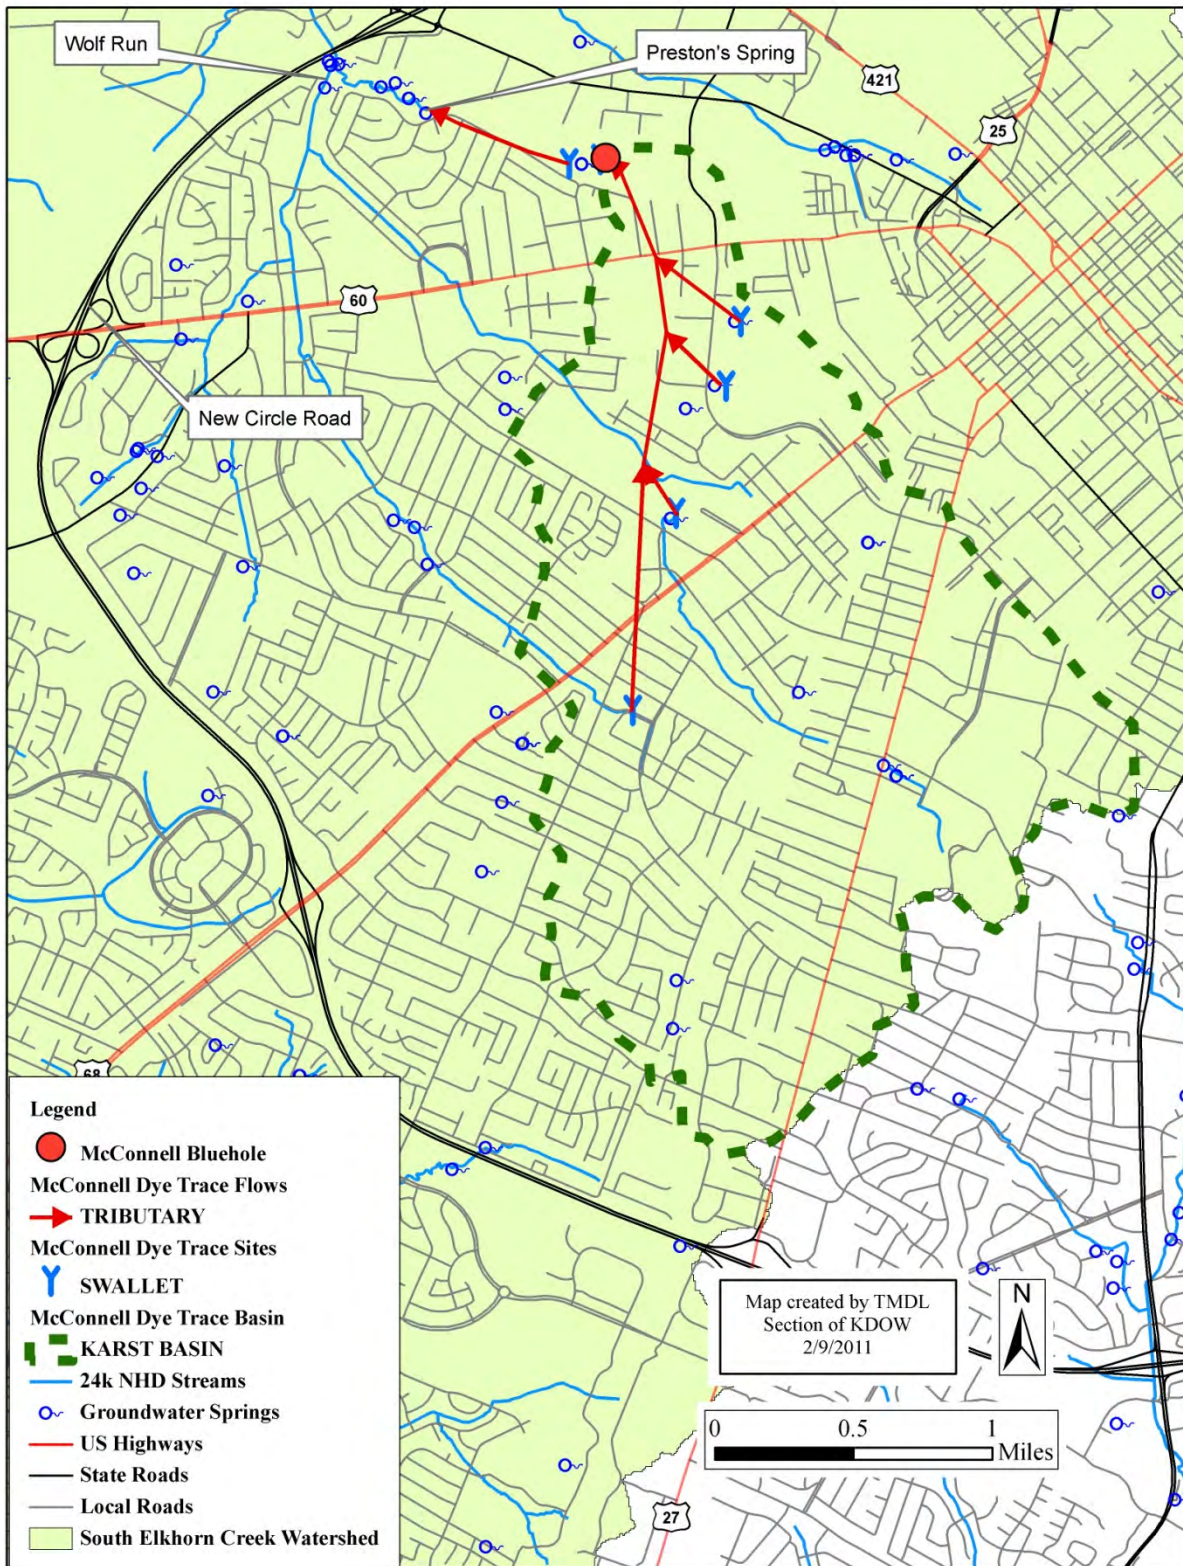 Wolf Run
Preston's Spring
421
25
60
New Circle Road
68
Legend
McConnell Bluehole
McConnell Dye Trace Flows
TRIBUTARY
McConnell Dye Trace Sites
SWALLET
McConnell Dye Trace Basin
KARST BASIN
24k NHD Streams
Groundwater Springs
US Highways
State Roads
Local Roads
South Elkhorn Creek Watershed
Map created by TMDL
Section of KDOW
2/9/2011
N
0 0.5 1
Miles
27